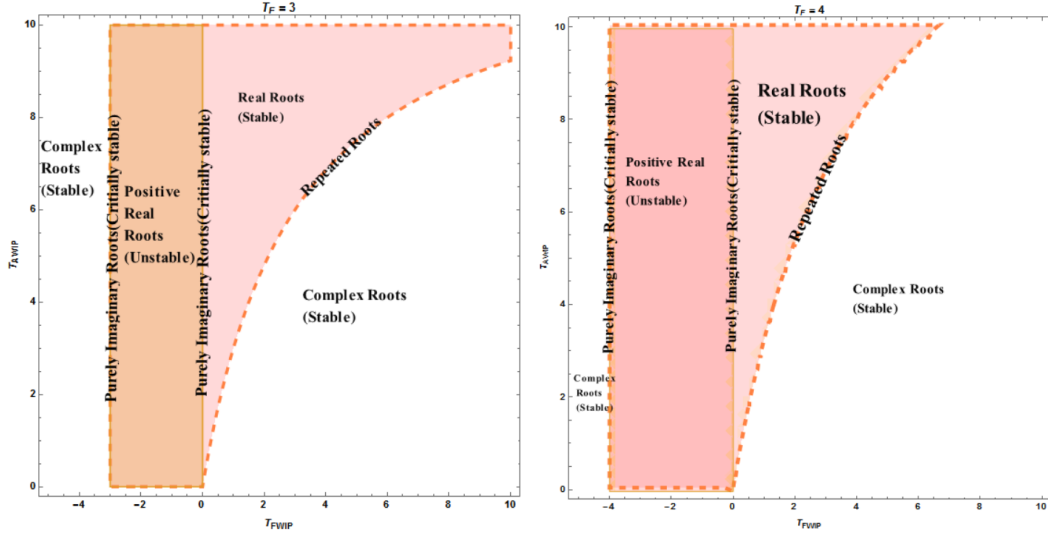 T_F = 3
10
8
6
4
2
0
T_AWIP
Complex
Roots
(Stable)
Purely Imaginary Roots(Critially stable)
Positive
Real
Roots
(Unstable)
Purely Imaginary Roots(Critially stable)
Real Roots
(Stable)
Repeated Roots
Complex Roots
(Stable)
-4 -2 0 2 4 6 8 10
T_FWIP
T_F = 4
10
8
6
4
2
0
T_AWIP
Complex
Roots
(Stable)
Purely Imaginary Roots(Critially stable)
Positive Real
Roots
(Unstable)
Purely Imaginary Roots(Critially stable)
Real Roots
(Stable)
Repeated Roots
Complex Roots
(Stable)
-4 -2 0 2 4 6 8 10
T_FWIP